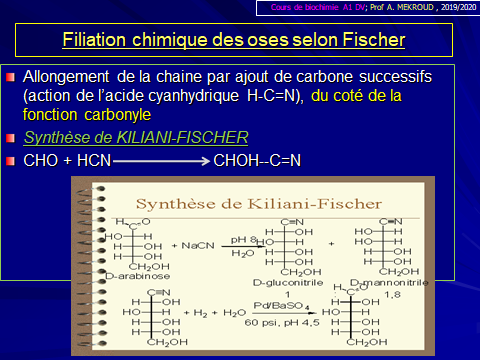 Cours de biochimie A1 DV; Prof A. MEKROUD , 2019/2020
Filiation chimique des oses selon Fischer
Allongement de la chaine par ajout de carbone successifs
(action de l'acide cyanhydrique H-C=N), du coté de la
fonction carbonyle
Synthèse de KILIANI-FISCHER
CHO + HCN CHOH--C=N
Synthèse de Kiliani-Fischer
H O C≡N C≡N
C H OH HO H
HO H + NaCN pH 8 HO H + HO H
H OH H2O H OH H OH
H OH H OH H OH
CH2OH CH2OH CH2OH
D-arabinose D-gluconitrile D-mannonitrile
1 1,8
C≡N H O
H OH C
HO H + H2 + H2O Pd/BaSO4 H OH
H OH 60 psi, pH 4,5 HO H
H OH H OH
CH2OH H OH
CH2OH